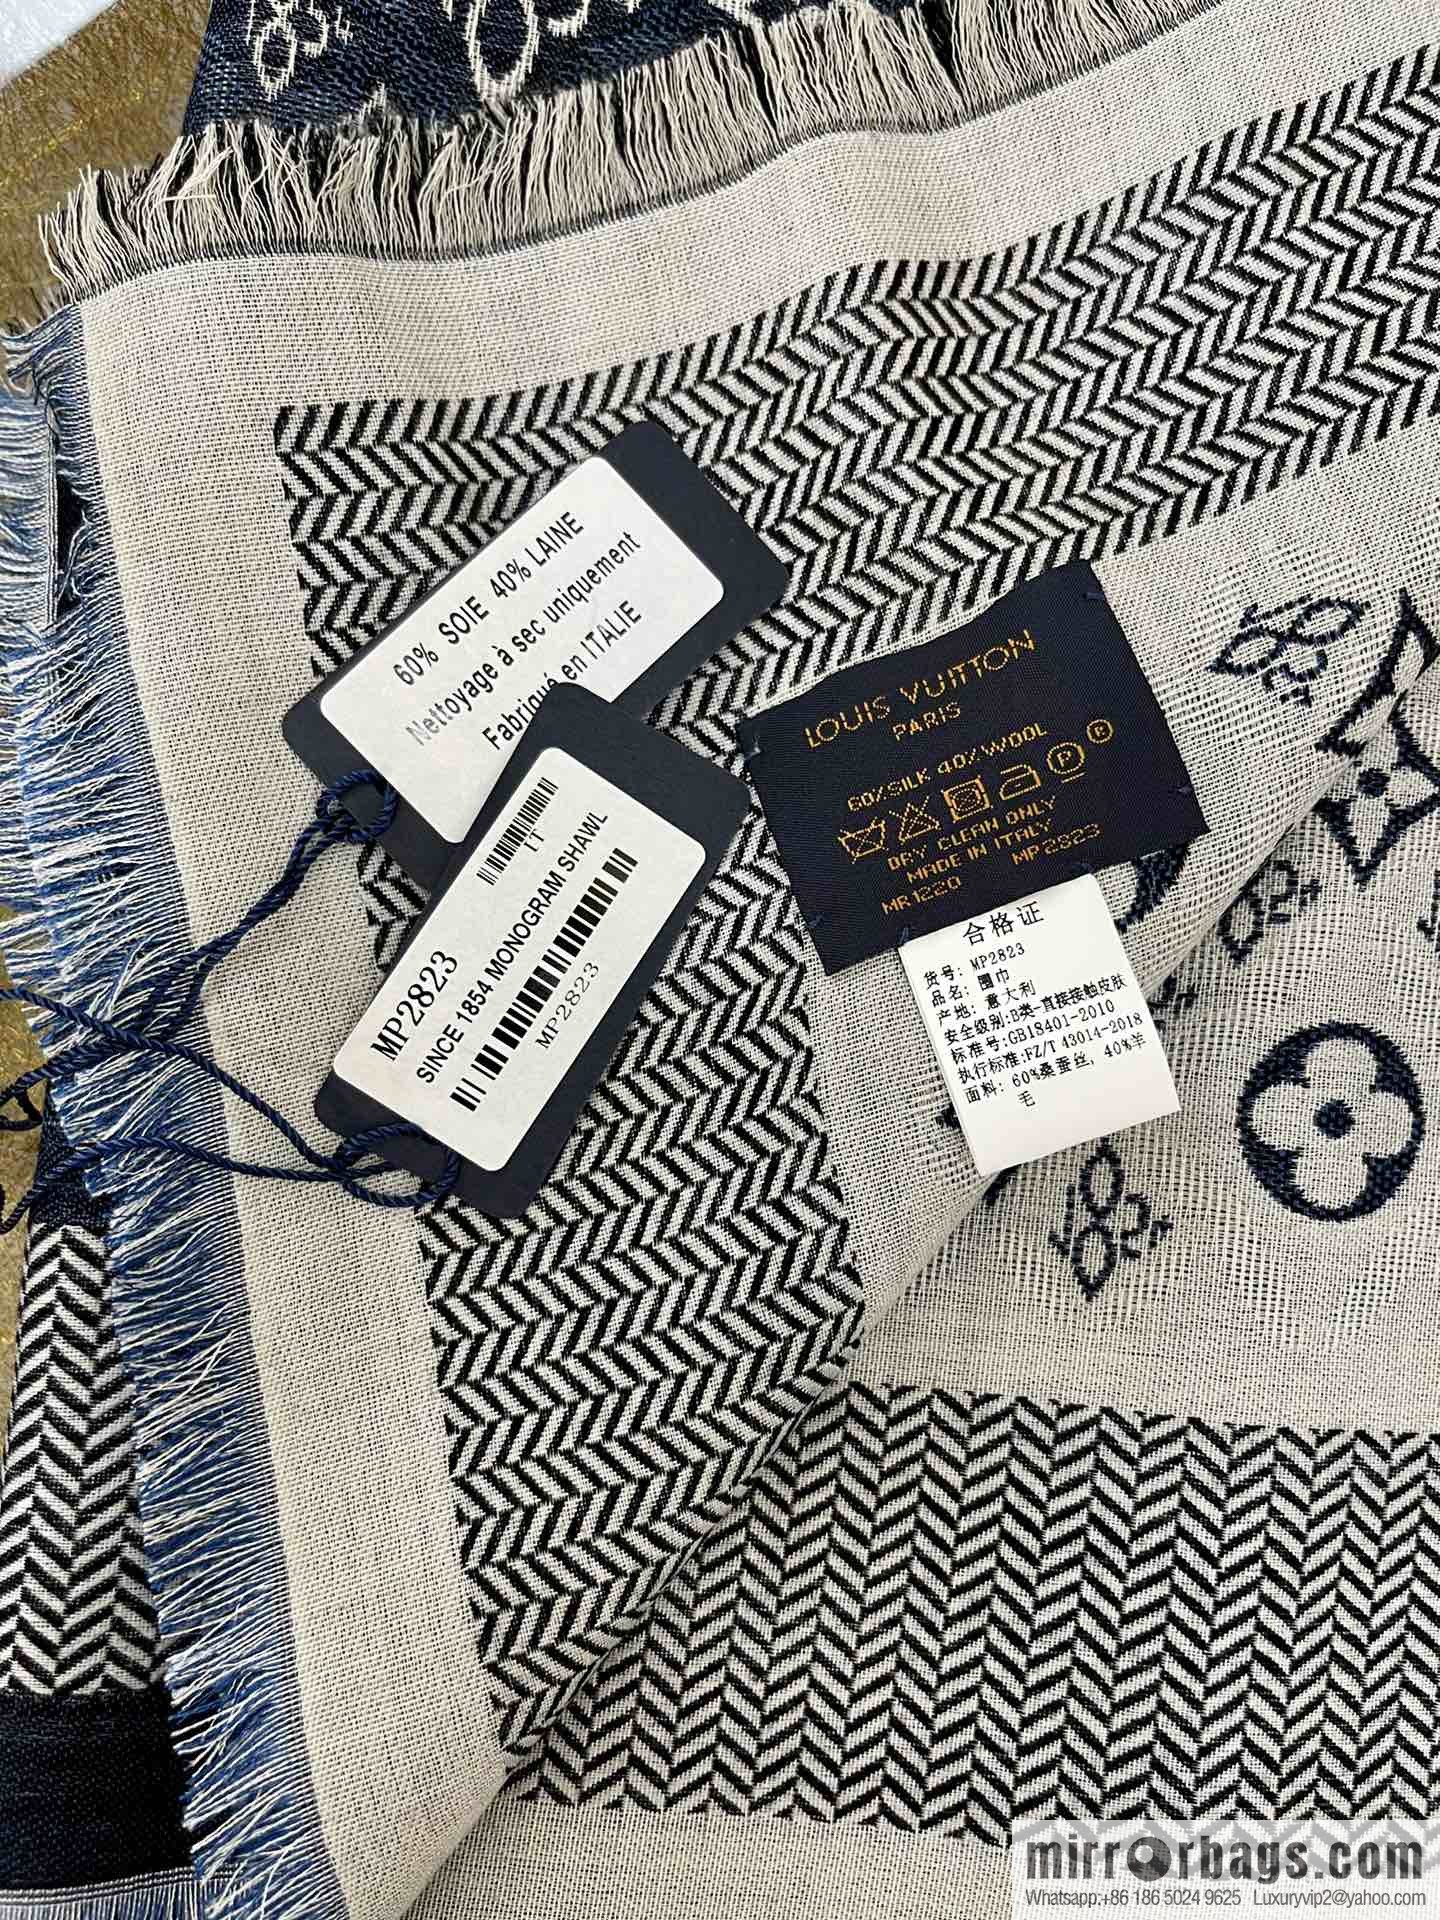 60% SOIE 40% LAINE
Nettoyage à sec uniquement
Fabriqué en ITALIE
1T
MP2823
SINCE 1854 MONOGRAM SHAWL
MP2823
LOUIS VUITTON
PARIS
60% SILK 40% WOOL
P
DRY CLEAN ONLY
MADE IN ITALY
MR1220 MP2823
合格证
货号: MP2823
品名: 围巾
产地: 意大利
安全级别:B类-直接接触皮肤
标准号:GB18401-2010
执行标准:FZ/T 43014-2018
面料: 60%桑蚕丝, 40%羊
毛
mirrorbags.com
Whatsapp:+86 186 5024 9625 Luxuryvip2@yahoo.com